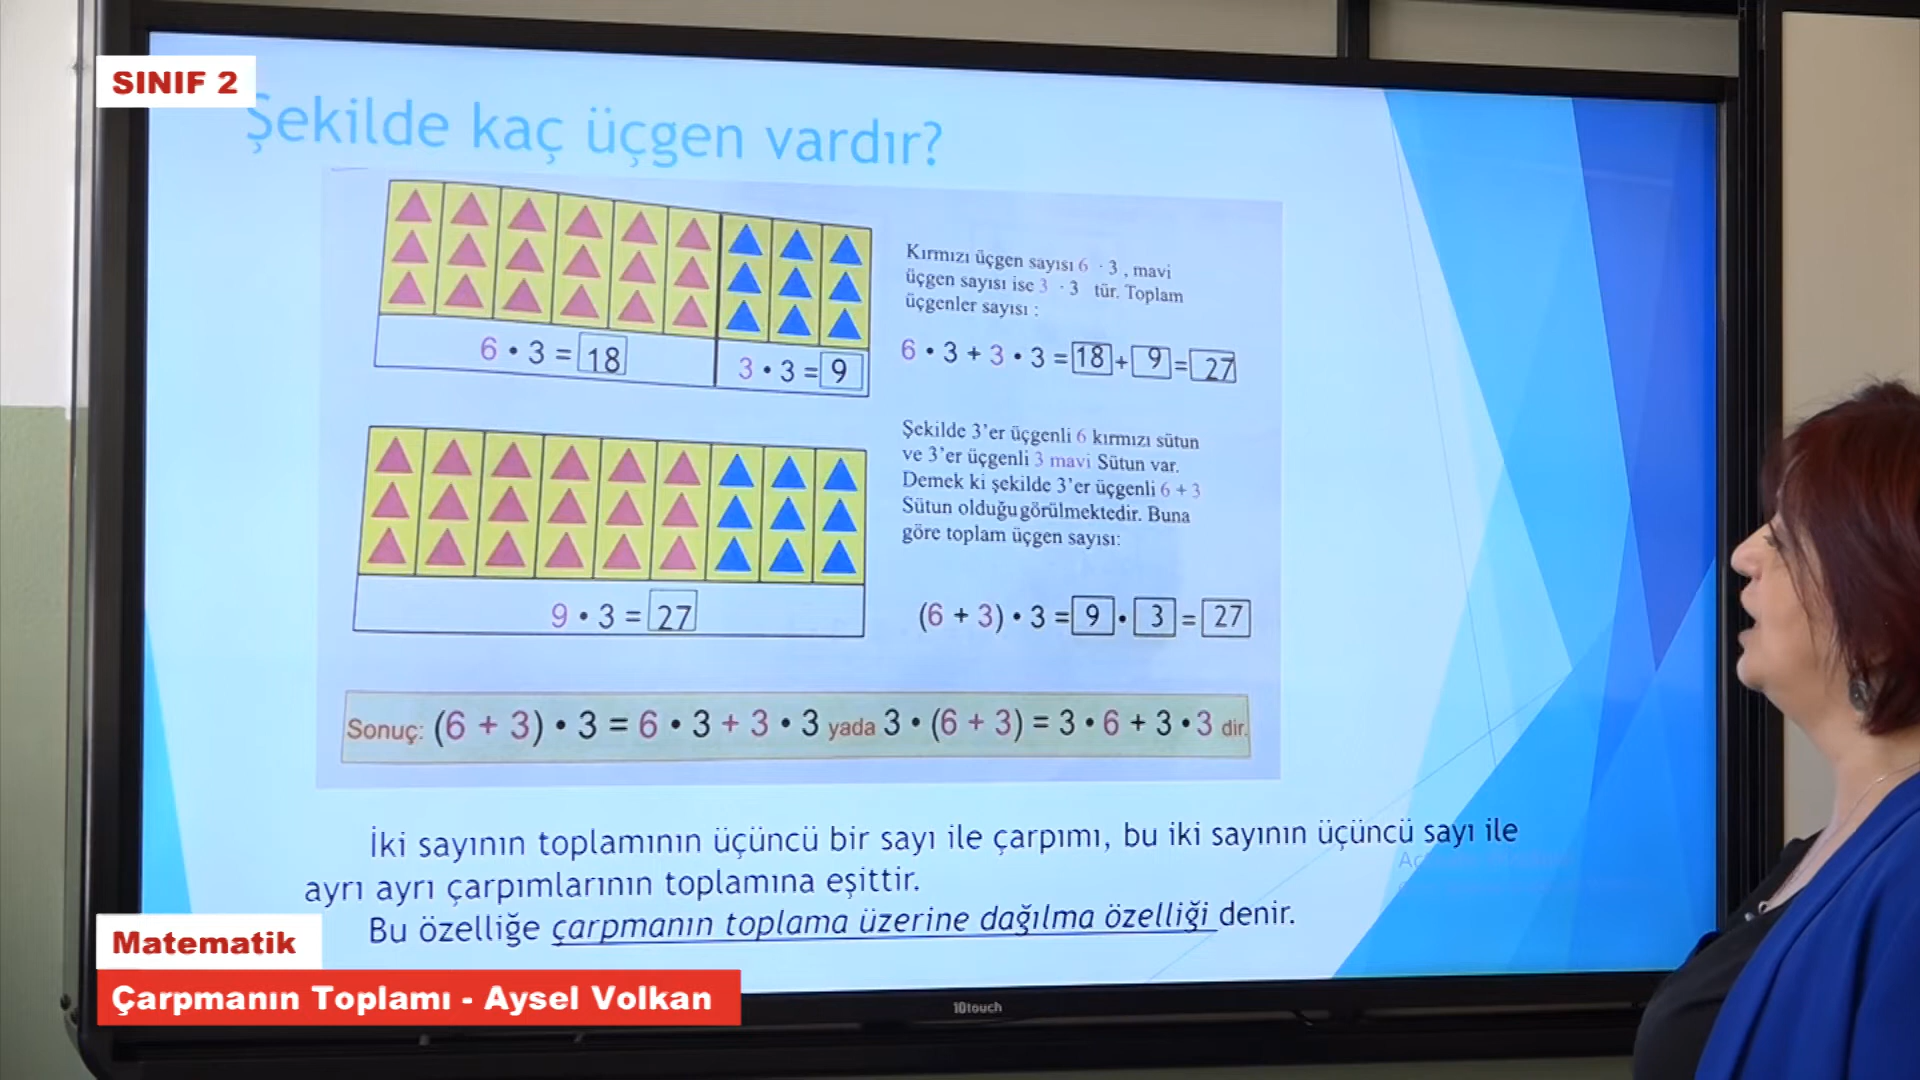 SINIF 2
Şekilde kaç üçgen vardır?
Kırmızı üçgen sayısı 6 · 3 , mavi
üçgen sayısı ise 3 · 3 tür. Toplam
üçgenler sayısı :
6 • 3 = 18
3 • 3 = 9
6 • 3 + 3 • 3 = 18 + 9 = 27
Şekilde 3’er üçgenli 6 kırmızı sütun
ve 3’er üçgenli 3 mavi Sütun var.
Demek ki şekilde 3’er üçgenli 6 + 3
Sütun olduğu görülmektedir. Buna
göre toplam üçgen sayısı:
9 • 3 = 27
(6 + 3) • 3 = 9 • 3 = 27
Sonuç: (6 + 3) • 3 = 6 • 3 + 3 • 3 yada 3 • (6 + 3) = 3 • 6 + 3 • 3 dir.
İki sayının toplamının üçüncü bir sayı ile çarpımı, bu iki sayının üçüncü sayı ile
ayrı ayrı çarpımlarının toplamına eşittir.
Bu özelliğe çarpmanın toplama üzerine dağılma özelliği denir.
Matematik
Çarpmanın Toplamı - Aysel Volkan
10touch